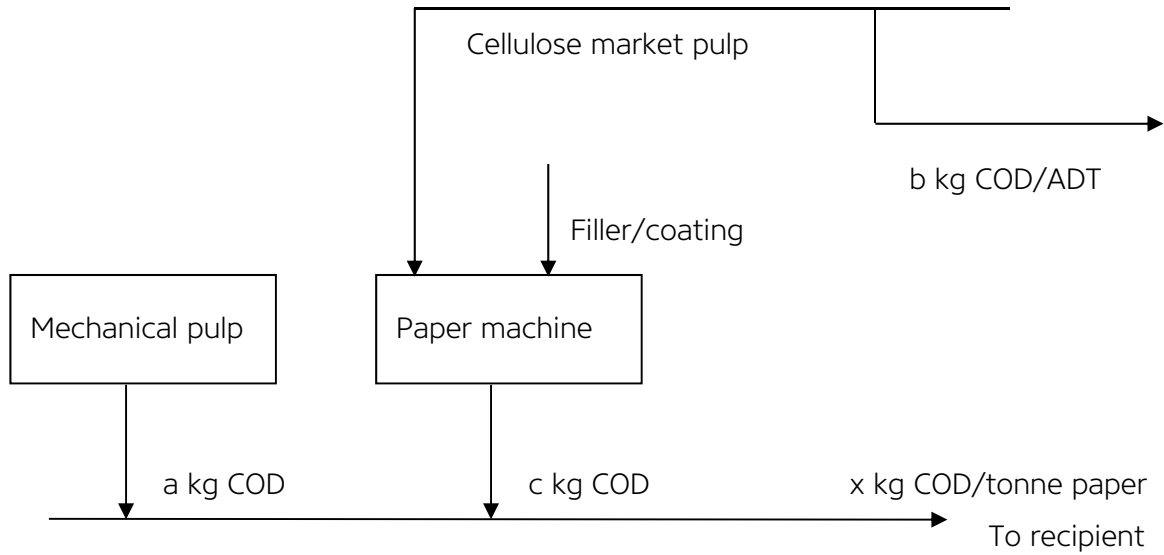 Cellulose market pulp
b kg COD/ADT
Filler/coating
Mechanical pulp
Paper machine
a kg COD
c kg COD
x kg COD/tonne paper
To recipient